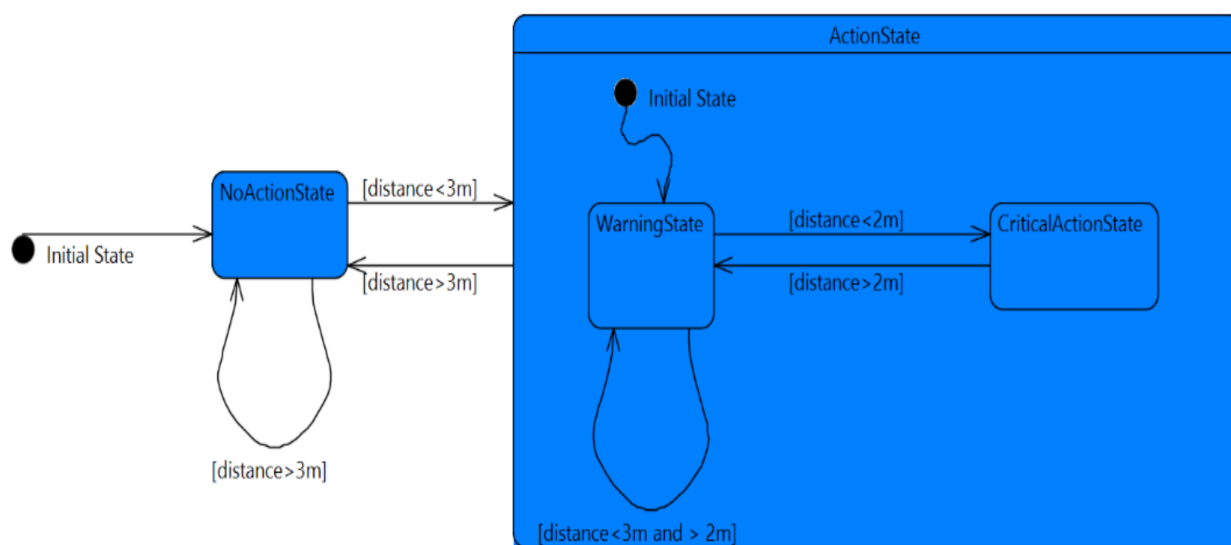 ActionState
Initial State
NoActionState
[distance<3m]
WarningState
[distance<2m]
CriticalActionState
Initial State
[distance>3m]
[distance>2m]
[distance>3m]
[distance<3m and > 2m]